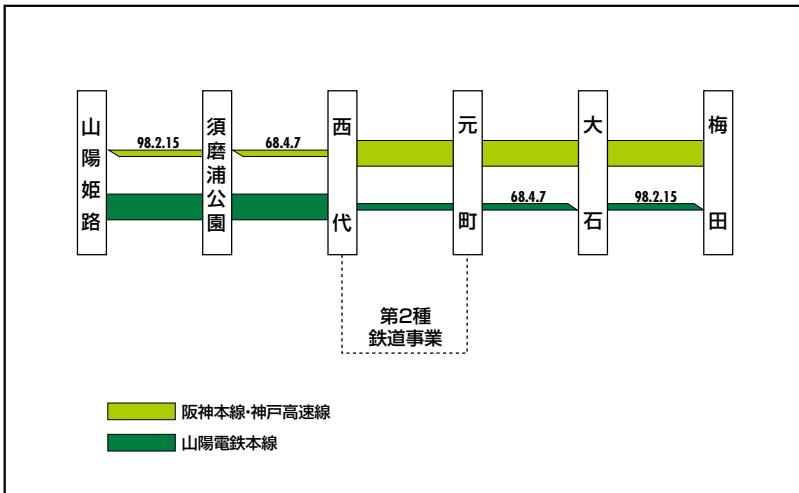 山陽姫路
98.2.15
須磨浦公園
68.4.7
西代
元町
68.4.7
大石
98.2.15
梅田
第2種
鉄道事業
阪神本線・神戸高速線
山陽電鉄本線